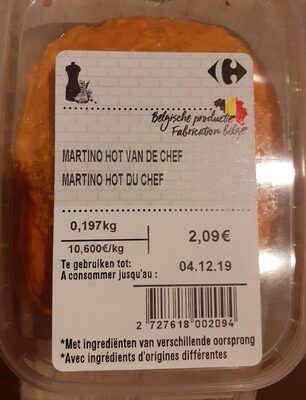 Belgische productie
Fabrication belge
MARTINO HOT VAN DE CHEF
MARTINO HOT DU CHEF
0,197kg
10,600€/kg
2,09€
Te gebruiken tot:
A consommer jusqu'au :
04.12.19
2 727618 002094
*Met ingrediënten van verschillende oorsprong
*Avec ingrédients d'origines différentes